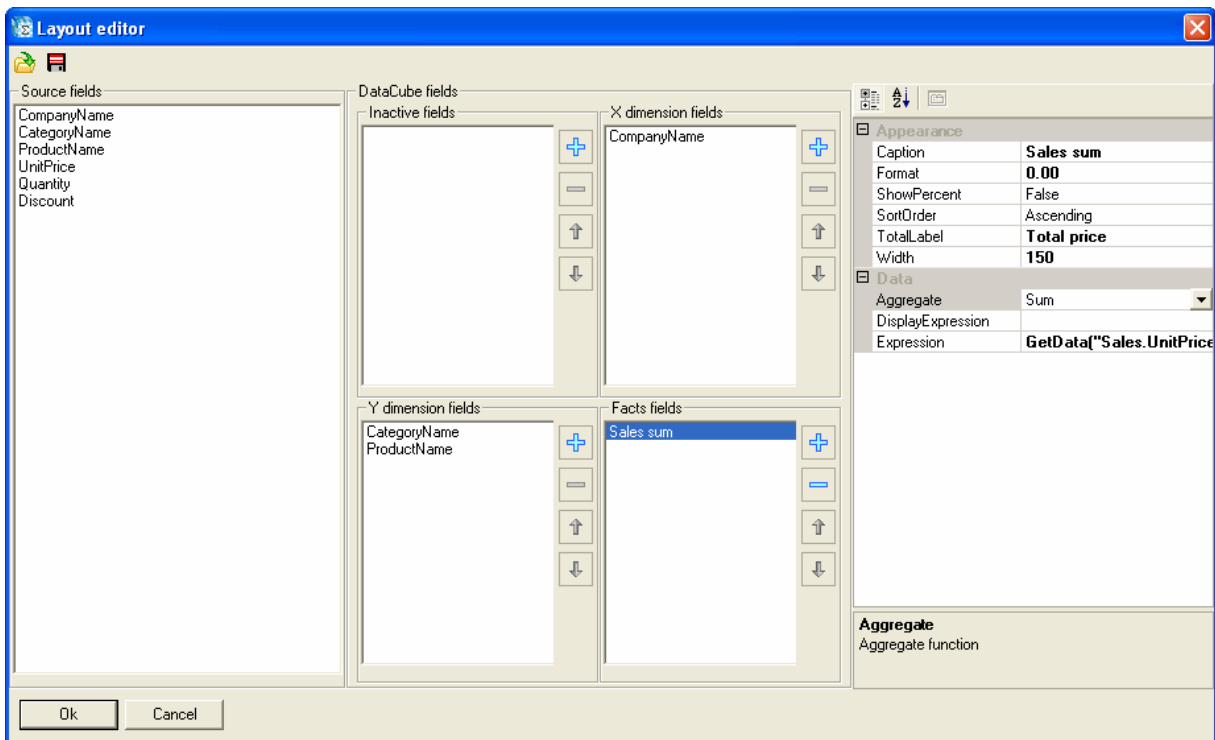 Layout editor
Source fields
CompanyName
CategoryName
ProductName
UnitPrice
Quantity
Discount
DataCube fields
Inactive fields
X dimension fields
CompanyName
Y dimension fields
CategoryName
ProductName
Facts fields
Sales sum
Appearance
Caption Sales sum
Format 0.00
ShowPercent False
SortOrder Ascending
TotalLabel Total price
Width 150
Data
Aggregate Sum
DisplayExpression
Expression GetData("Sales.UnitPrice
Aggregate
Aggregate function
Ok Cancel